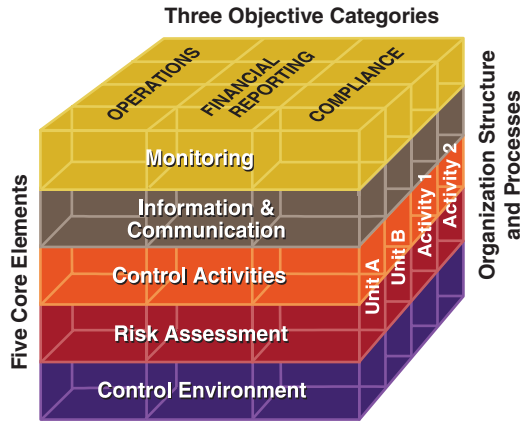 Three Objective Categories
OPERATIONS
FINANCIAL
REPORTING
COMPLIANCE
Monitoring
Information &
Communication
Control Activities
Risk Assessment
Control Environment
Five Core Elements
Unit A
Unit B
Activity 1
Activity 2
Organization Structure
and Processes